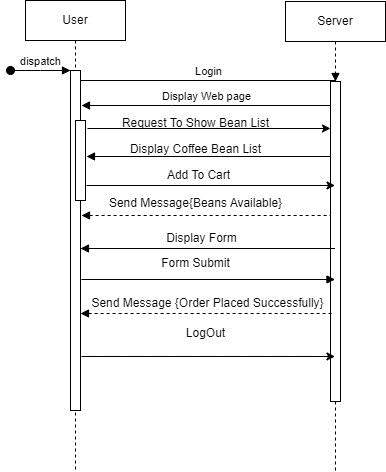 User
Server
dispatch
Login
Display Web page
Request To Show Bean List
Display Coffee Bean List
Add To Cart
Send Message{Beans Available}
Display Form
Form Submit
Send Message {Order Placed Successfully}
LogOut